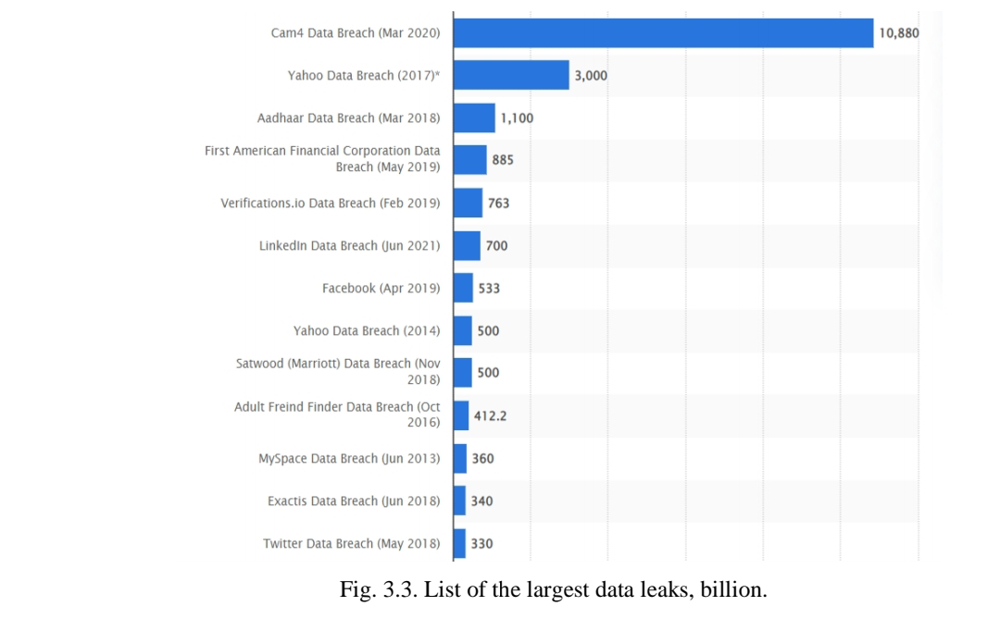 Cam4 Data Breach (Mar 2020) 10,880
Yahoo Data Breach (2017)* 3,000
Aadhaar Data Breach (Mar 2018) 1,100
First American Financial Corporation Data
Breach (May 2019) 885
Verifications.io Data Breach (Feb 2019) 763
LinkedIn Data Breach (Jun 2021) 700
Facebook (Apr 2019) 533
Yahoo Data Breach (2014) 500
Satwood (Marriott) Data Breach (Nov
2018) 500
Adult Freind Finder Data Breach (Oct
2016) 412.2
MySpace Data Breach (Jun 2013) 360
Exactis Data Breach (Jun 2018) 340
Twitter Data Breach (May 2018) 330
Fig. 3.3. List of the largest data leaks, billion.